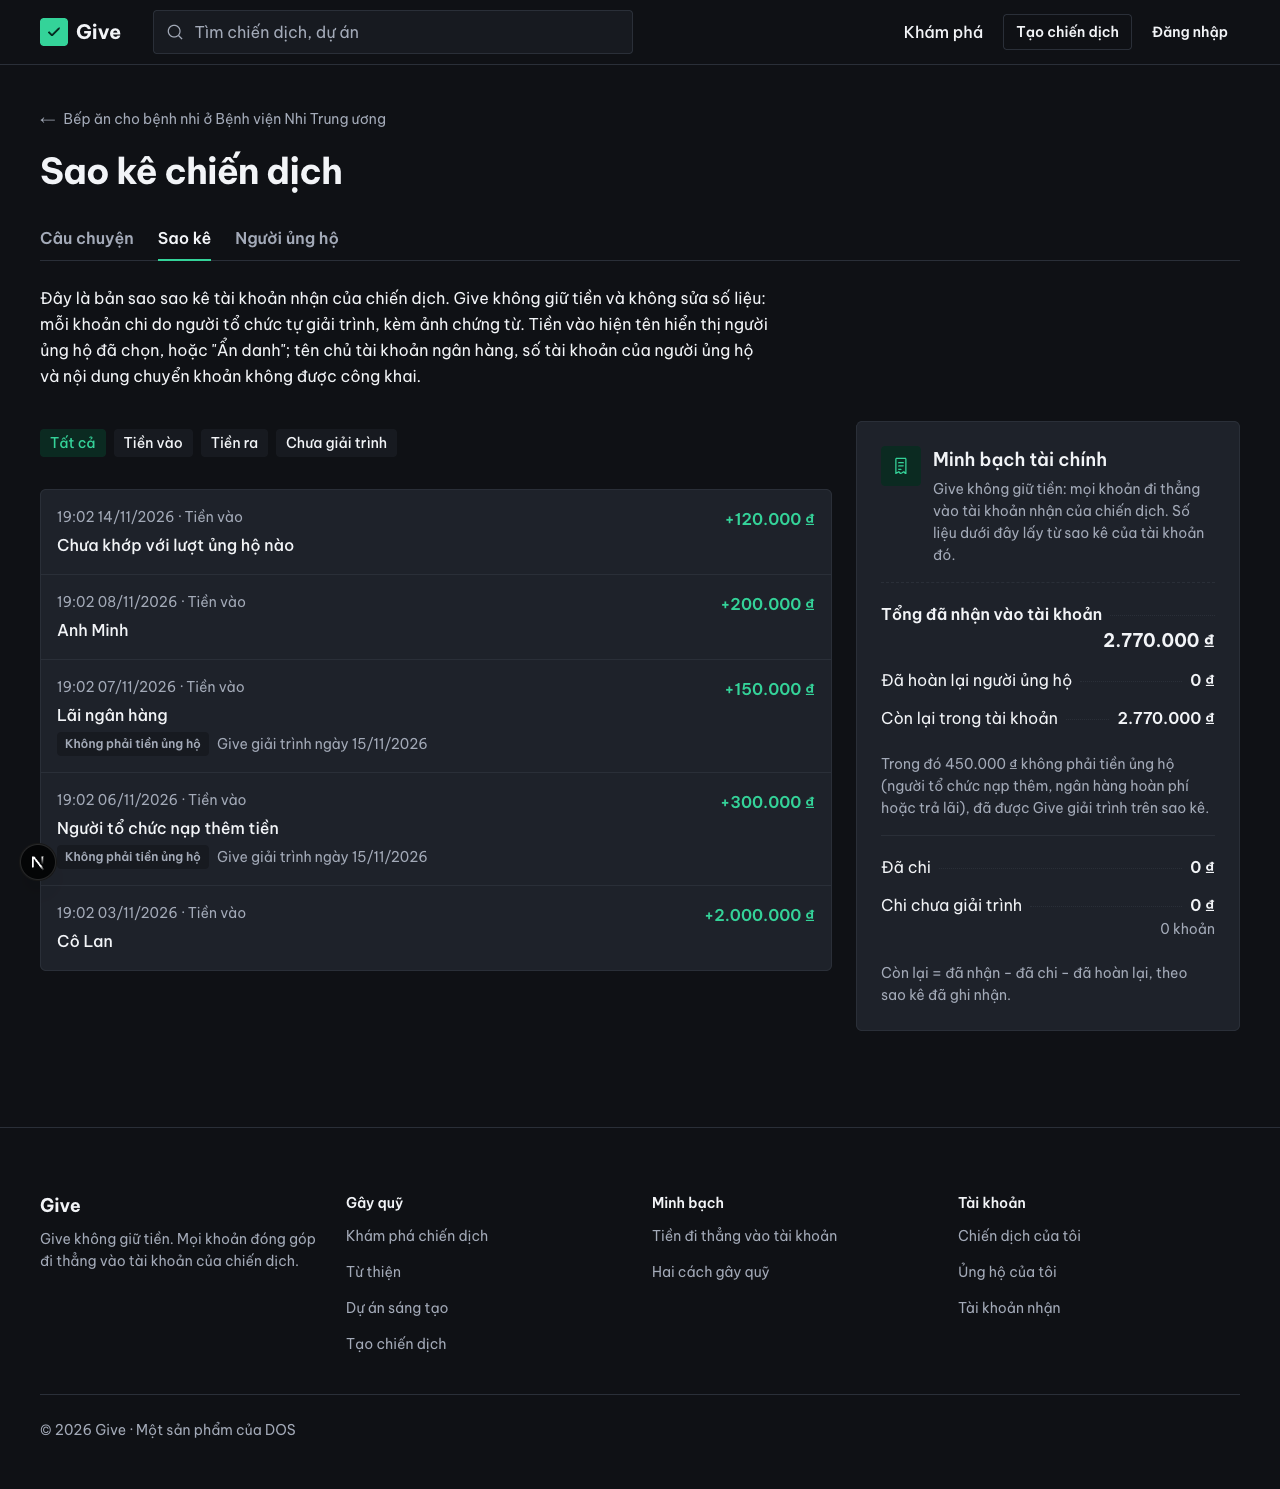 Give
Tìm chiến dịch, dự án
Khám phá
Tạo chiến dịch
Đăng nhập
← Bếp ăn cho bệnh nhi ở Bệnh viện Nhi Trung ương
Sao kê chiến dịch
Câu chuyện
Sao kê
Người ủng hộ
Đây là bản sao sao kê tài khoản nhận của chiến dịch. Give không giữ tiền và không sửa số liệu:
mỗi khoản chi do người tổ chức tự giải trình, kèm ảnh chứng từ. Tiền vào hiện tên hiển thị người
ủng hộ đã chọn, hoặc "Ẩn danh"; tên chủ tài khoản ngân hàng, số tài khoản của người ủng hộ
và nội dung chuyển khoản không được công khai.
Tất cả
Tiền vào
Tiền ra
Chưa giải trình
19:02 14/11/2026 · Tiền vào
+120.000 ₫
Chưa khớp với lượt ủng hộ nào
19:02 08/11/2026 · Tiền vào
+200.000 ₫
Anh Minh
19:02 07/11/2026 · Tiền vào
+150.000 ₫
Lãi ngân hàng
Không phải tiền ủng hộ
Give giải trình ngày 15/11/2026
19:02 06/11/2026 · Tiền vào
+300.000 ₫
Người tổ chức nạp thêm tiền
Không phải tiền ủng hộ
Give giải trình ngày 15/11/2026
19:02 03/11/2026 · Tiền vào
+2.000.000 ₫
Cô Lan
N
Minh bạch tài chính
Give không giữ tiền: mọi khoản đi thẳng
vào tài khoản nhận của chiến dịch. Số
liệu dưới đây lấy từ sao kê của tài khoản
đó.
Tổng đã nhận vào tài khoản
2.770.000 ₫
Đã hoàn lại người ủng hộ
0 ₫
Còn lại trong tài khoản
2.770.000 ₫
Trong đó 450.000 ₫ không phải tiền ủng hộ
(người tổ chức nạp thêm, ngân hàng hoàn phí
hoặc trả lãi), đã được Give giải trình trên sao kê.
Đã chi
0 ₫
Chi chưa giải trình
0 ₫
0 khoản
Còn lại = đã nhận - đã chi - đã hoàn lại, theo
sao kê đã ghi nhận.
Give
Give không giữ tiền. Mọi khoản đóng góp
đi thẳng vào tài khoản của chiến dịch.
Gây quỹ
Khám phá chiến dịch
Từ thiện
Dự án sáng tạo
Tạo chiến dịch
Minh bạch
Tiền đi thẳng vào tài khoản
Hai cách gây quỹ
Tài khoản
Chiến dịch của tôi
Ủng hộ của tôi
Tài khoản nhận
© 2026 Give · Một sản phẩm của DOS